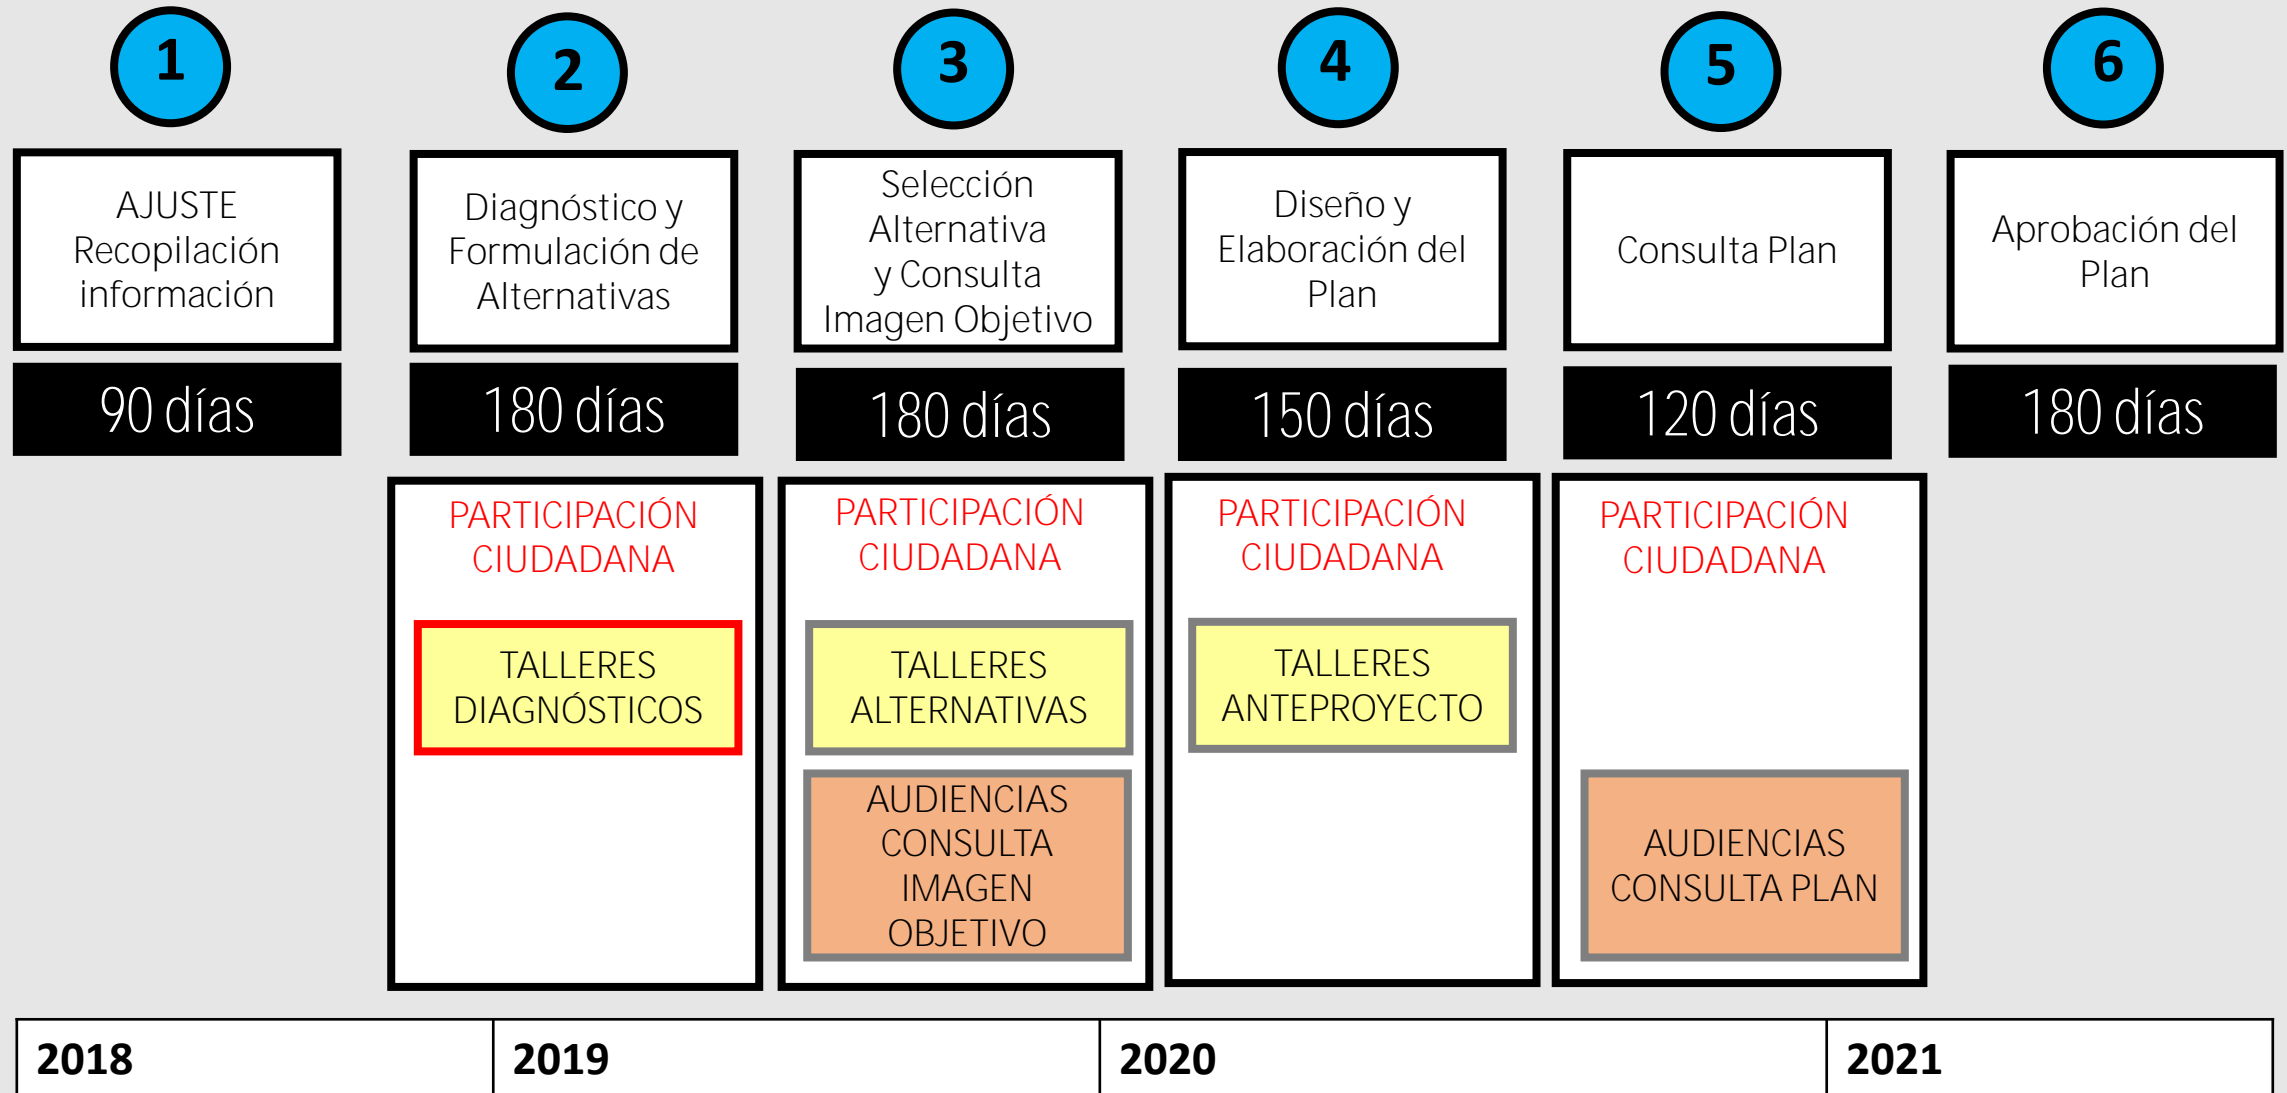 1
2
3
4
5
6
AJUSTE
Recopilación
información
Diagnóstico y
Formulación de
Alternativas
Selección
Alternativa
y Consulta
Imagen Objetivo
Diseño y
Elaboración del
Plan
Consulta Plan
Aprobación del
Plan
90 días
180 días
180 días
150 días
120 días
180 días
PARTICIPACIÓN
CIUDADANA
TALLERES
DIAGNÓSTICOS
PARTICIPACIÓN
CIUDADANA
TALLERES
ALTERNATIVAS
AUDIENCIAS
CONSULTA
IMAGEN
OBJETIVO
PARTICIPACIÓN
CIUDADANA
TALLERES
ANTEPROYECTO
PARTICIPACIÓN
CIUDADANA
AUDIENCIAS
CONSULTA PLAN
2018
2019
2020
2021